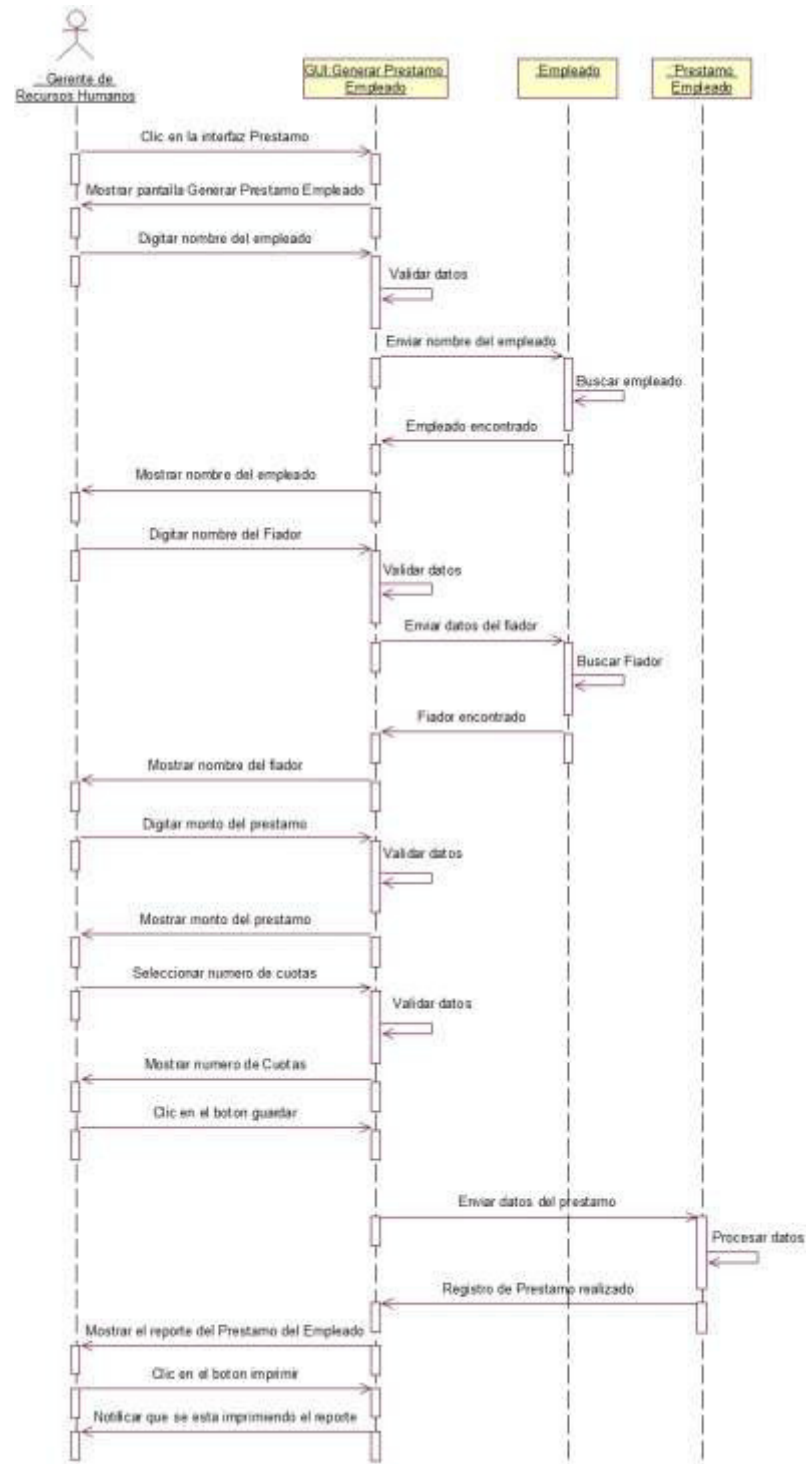 : Gerente de
Recursos Humanos
GUI:Generar Prestamo
Empleado
: Empleado
: Prestamo
Empleado
Clic en la interfaz Prestamo
Mostrar pantalla Generar Prestamo Empleado
Digitar nombre del empleado
Validar datos
Enviar nombre del empleado
Buscar empleado
Empleado encontrado
Mostrar nombre del empleado
Digitar nombre del Fiador
Validar datos
Enviar datos del fiador
Buscar Fiador
Fiador encontrado
Mostrar nombre del fiador
Digitar monto del prestamo
Validar datos
Mostrar monto del prestamo
Seleccionar numero de cuotas
Validar datos
Mostrar numero de Cuotas
Clic en el boton guardar
Enviar datos del prestamo
Procesar datos
Registro de Prestamo realizado
Mostrar el reporte del Prestamo del Empleado
Clic en el boton imprimir
Notificar que se esta imprimiendo el reporte